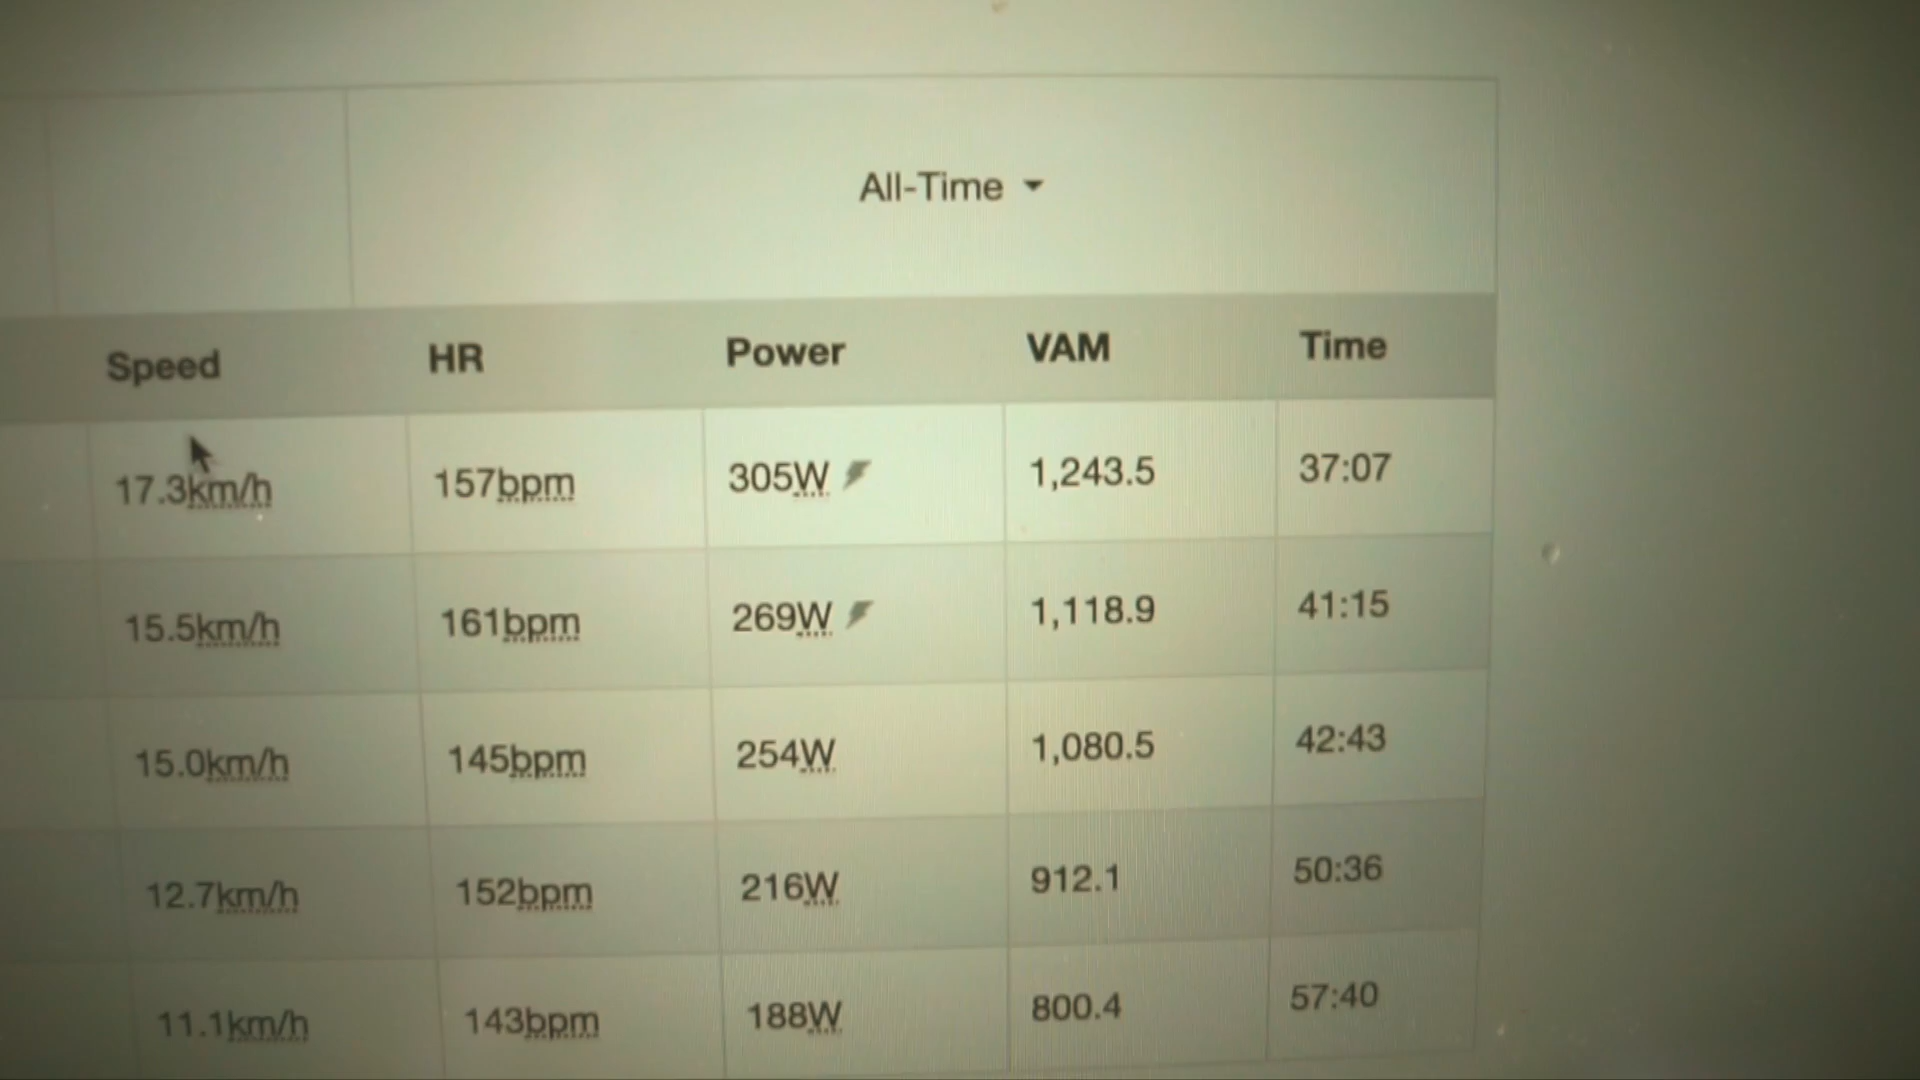 All-Time
Speed HR Power VAM Time
17.3km/h 157bpm 305W 1,243.5 37:07
15.5km/h 161bpm 269W 1,118.9 41:15
15.0km/h 145bpm 254W 1,080.5 42:43
12.7km/h 152bpm 216W 912.1 50:36
11.1km/h 143bpm 188W 800.4 57:40